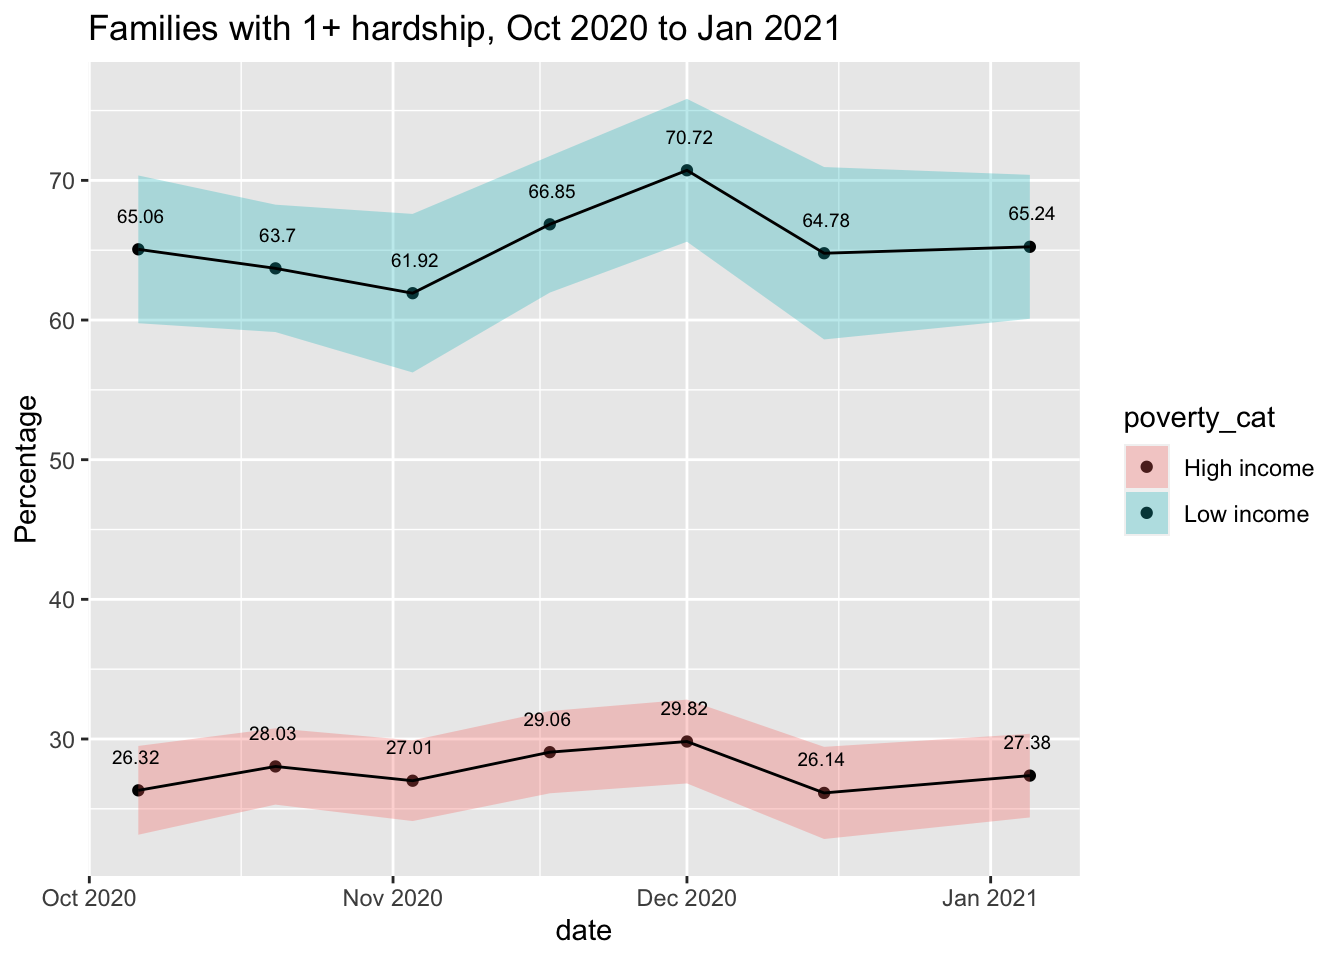 Families with 1+ hardship, Oct 2020 to Jan 2021
Percentage
70
60
50
40
30
65.06
63.7
61.92
66.85
70.72
64.78
65.24
26.32
28.03
27.01
29.06
29.82
26.14
27.38
Oct 2020
Nov 2020
Dec 2020
Jan 2021
date
poverty_cat
High income
Low income